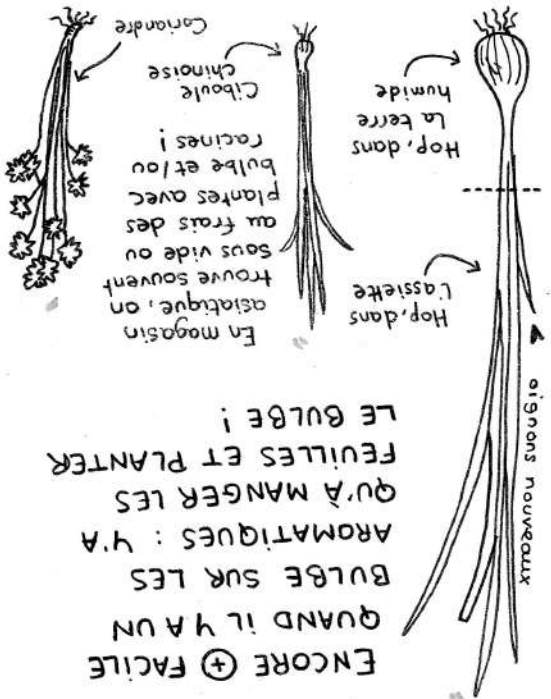 ENCORE ⊕ FACILE
QUAND iL Y A UN
BULBE SUR LES
AROMATiQUES : Y'A
QU'À MANGER LES
FEUiLLES ET PLANTER
LE BULBE !
oignons nouveaux
Hop, dans
l'assiette
Hop, dans
la terre
humide
En magasin
asiatique, on
trouve souvent
sous vide ou
au frais des
plantes avec
bulbe et/ou
racines !
Ciboule
chinoise
Coriandre